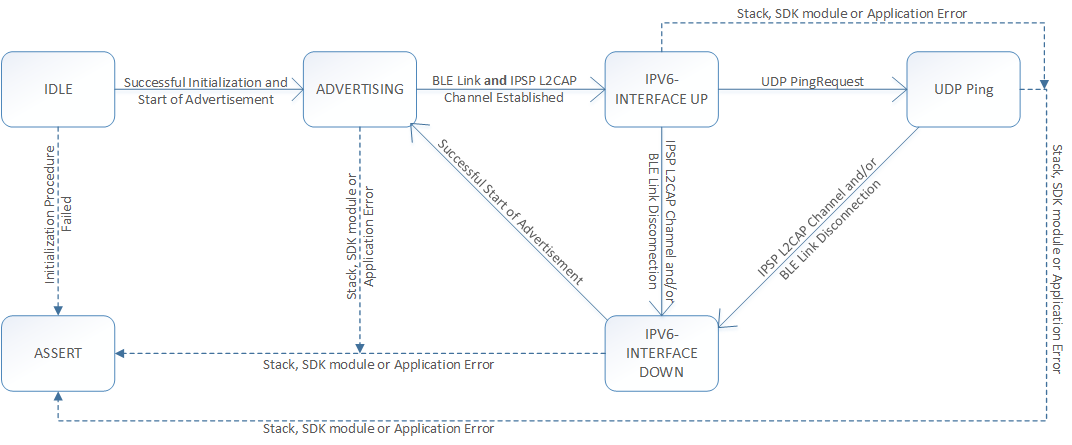 Stack, SDK module or Application Error
IDLE
Successful Initialization and
Start of Advertisement
ADVERTISING
BLE Link and IPSP L2CAP
Channel Established
IPV6-
INTERFACE UP
UDP PingRequest
UDP Ping
Initialization Procedure
Failed
Stack, SDK module or
Application Error
Successful Start of Advertisement
IPSP L2CAP Channel and/or
BLE Link Disconnection
IPSP L2CAP Channel and/or
BLE Link Disconnection
Stack, SDK module or Application Error
ASSERT
Stack, SDK module or Application Error
IPV6-
INTERFACE
DOWN
Stack, SDK module or Application Error